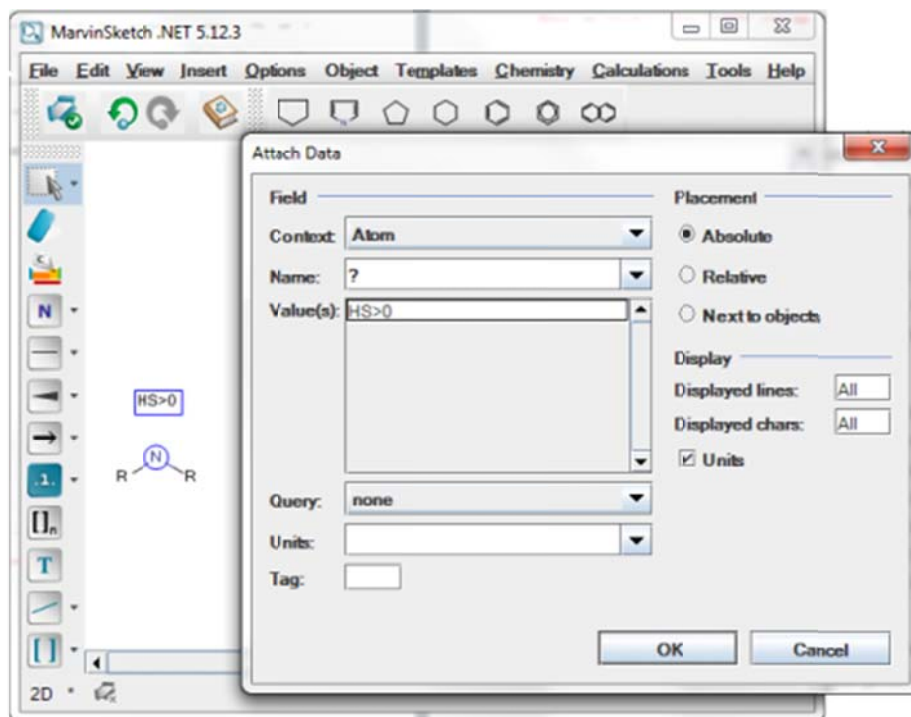 MarvinSketch .NET 5.12.3
File Edit View Insert Options Object Templates Chemistry Calculations Tools Help
Attach Data
Field
Context: Atom
Name: ?
Value(s): HS>0
Query: none
Units:
Tag:
Placement
Absolute
Relative
Next to objects
Display
Displayed lines: All
Displayed chars: All
Units
OK Cancel
N
.1.
[ ]n
T
[ ]
HS>0
N
R R
2D